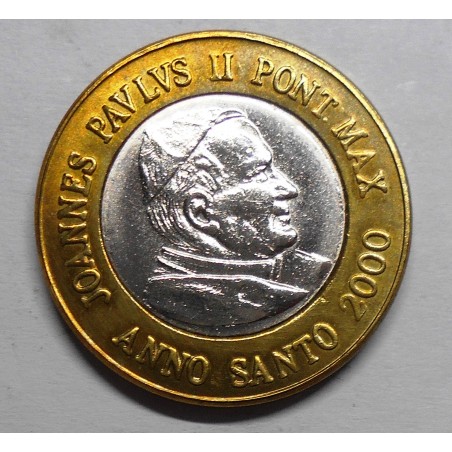 JOANNES PAVLVS II PONT. MAX
ANNO SANTO 2000